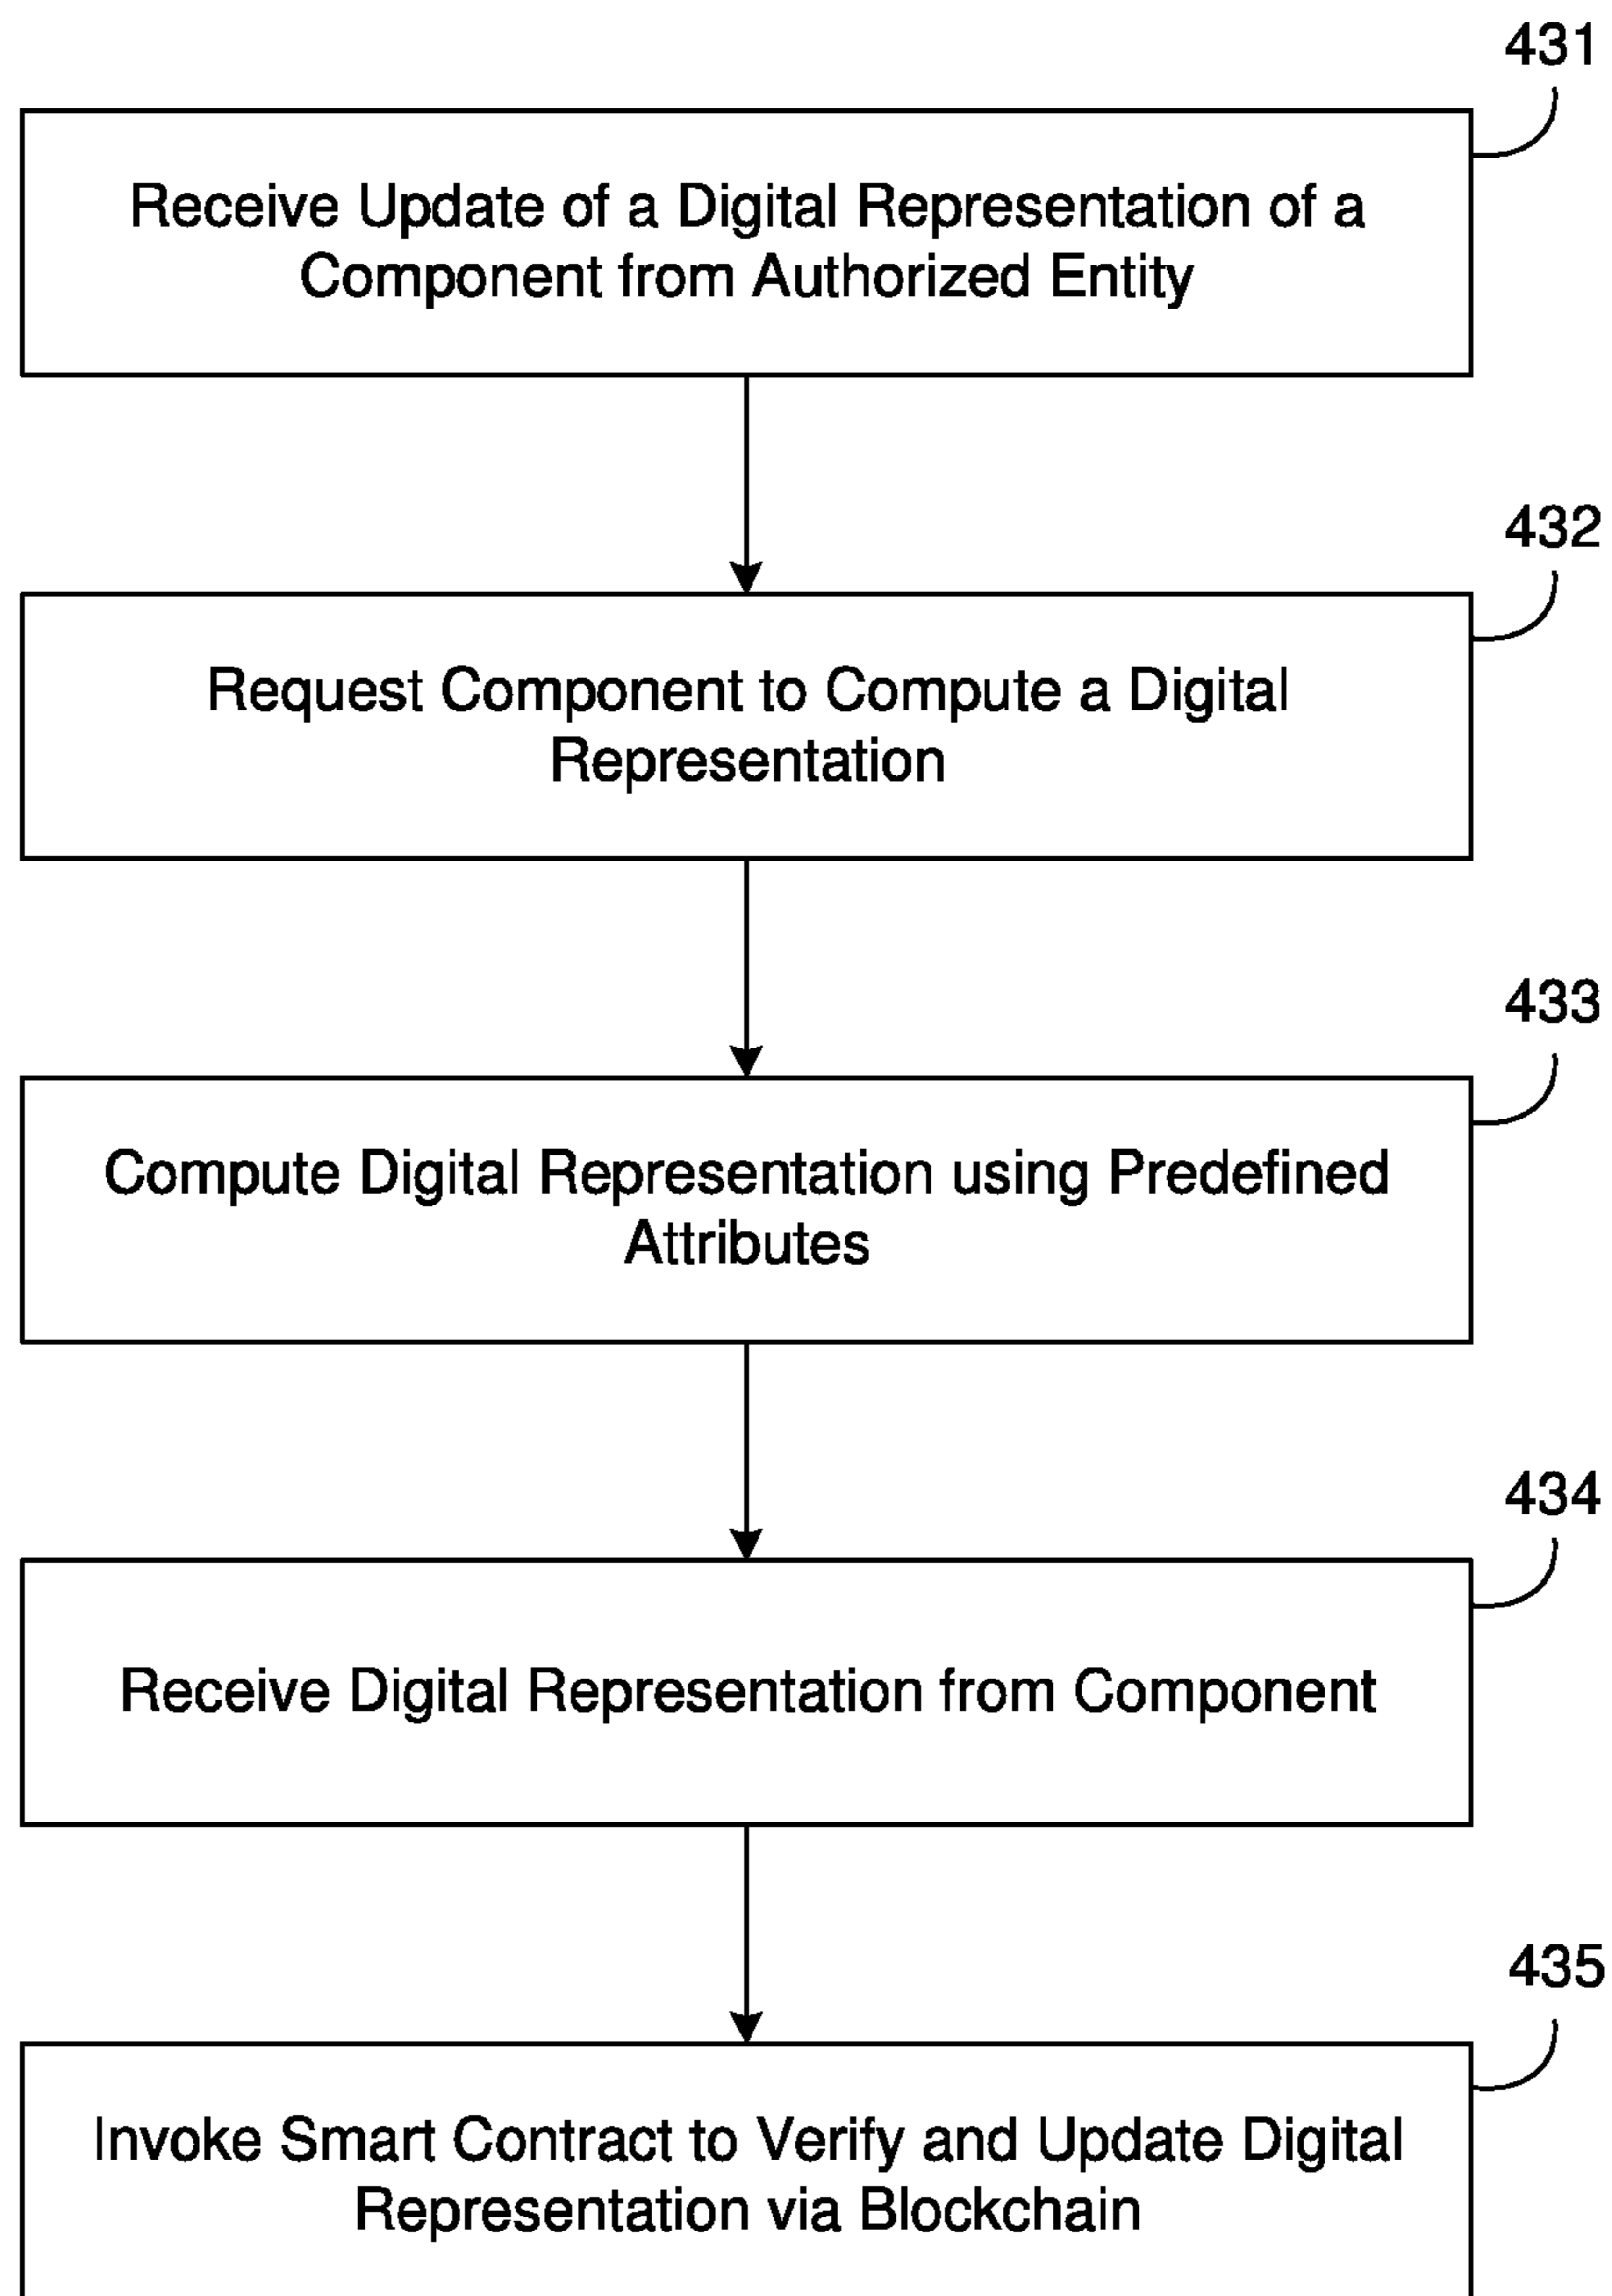 431
Receive Update of a Digital Representation of a
Component from Authorized Entity
432
Request Component to Compute a Digital
Representation
433
Compute Digital Representation using Predefined
Attributes
434
Receive Digital Representation from Component
435
Invoke Smart Contract to Verify and Update Digital
Representation via Blockchain